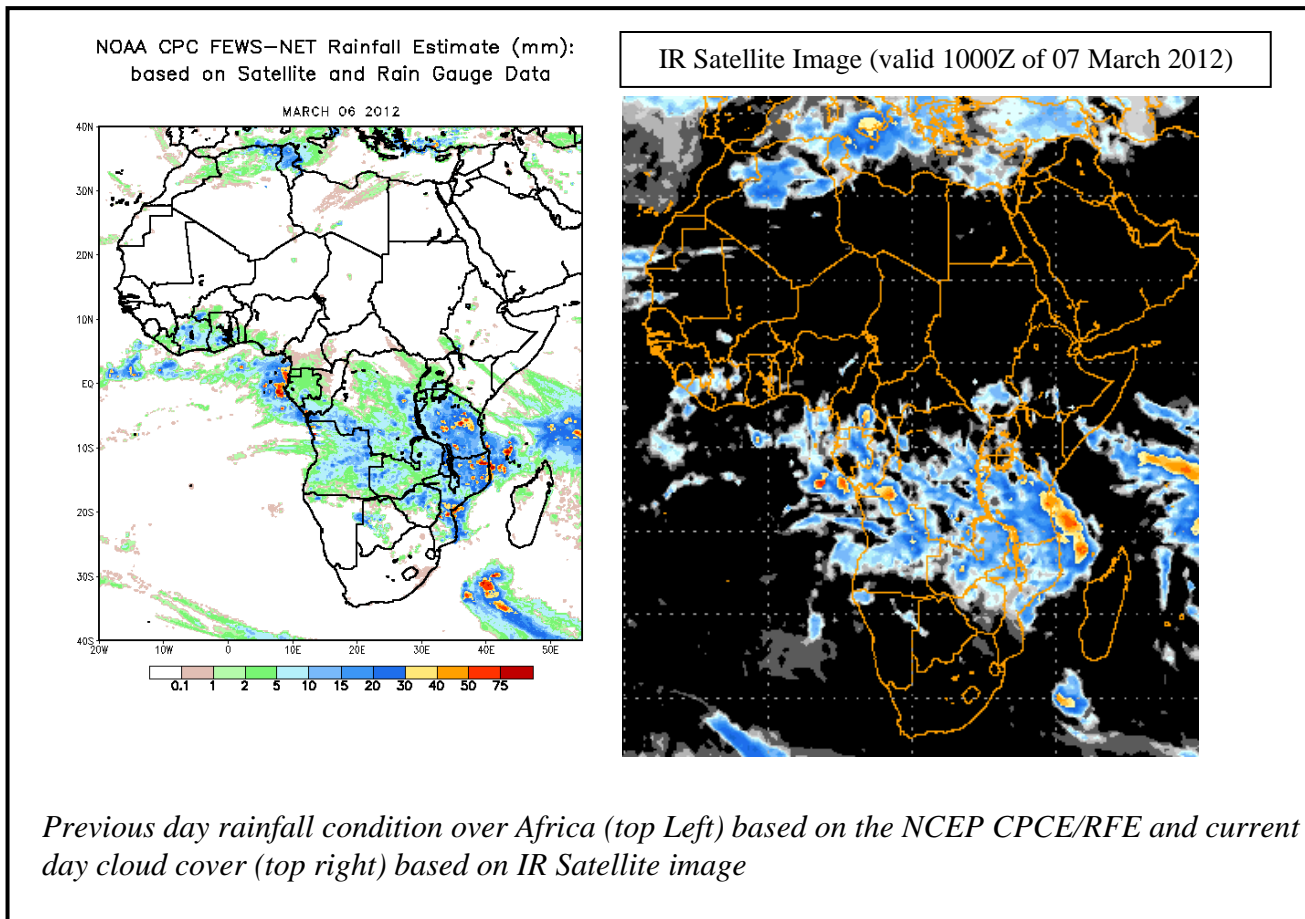 NOAA CPC FEWS-NET Rainfall Estimate (mm):
based on Satellite and Rain Gauge Data
MARCH 06 2012
40N
30N
20N
10N
EQ
10S
20S
30S
40S
20W 10W 0 10E 20E 30E 40E 50E
0.1 1 2 5 10 15 20 30 40 50 75
IR Satellite Image (valid 1000Z of 07 March 2012)
Previous day rainfall condition over Africa (top Left) based on the NCEP CPCE/RFE and current
day cloud cover (top right) based on IR Satellite image